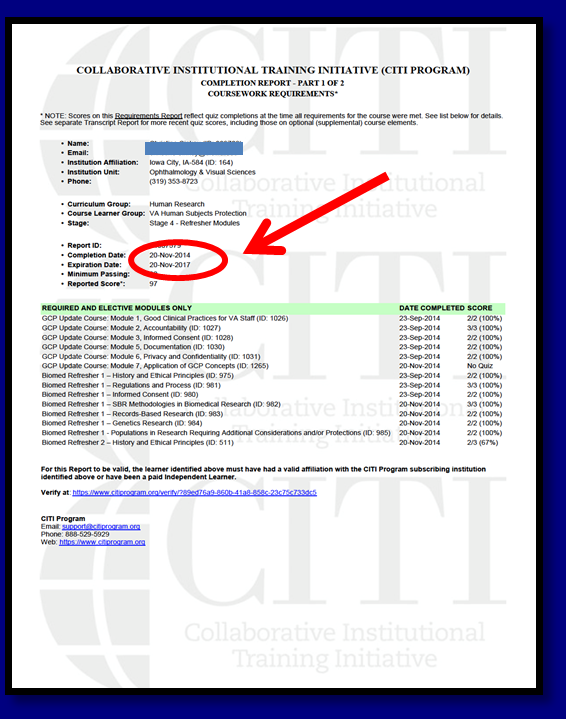 COLLABORATIVE INSTITUTIONAL TRAINING INITIATIVE (CITI PROGRAM)
COMPLETION REPORT - PART 1 OF 2
COURSEWORK REQUIREMENTS*
* NOTE: Scores on this Requirements Report reflect quiz completions at the time all requirements for the course were met. See list below for details.
See separate Transcript Report for more recent quiz scores, including those on optional (supplemental) course elements.
• Name:
• Email:
• Institution Affiliation: Iowa City, IA-584 (ID: 164)
• Institution Unit: Ophthalmology & Visual Sciences
• Phone: (319) 353-8723
• Curriculum Group: Human Research
• Course Learner Group: VA Human Subjects Protection
• Stage: Stage 4 - Refresher Modules
• Report ID:
• Completion Date: 20-Nov-2014
• Expiration Date: 20-Nov-2017
• Minimum Passing:
• Reported Score*: 97
REQUIRED AND ELECTIVE MODULES ONLY DATE COMPLETED SCORE
GCP Update Course: Module 1, Good Clinical Practices for VA Staff (ID: 1026) 23-Sep-2014 2/2 (100%)
GCP Update Course: Module 2, Accountability (ID: 1027) 23-Sep-2014 3/3 (100%)
GCP Update Course: Module 3, Informed Consent (ID: 1028) 23-Sep-2014 2/2 (100%)
GCP Update Course: Module 5, Documentation (ID: 1030) 23-Sep-2014 2/2 (100%)
GCP Update Course: Module 6, Privacy and Confidentiality (ID: 1031) 23-Sep-2014 2/2 (100%)
GCP Update Course: Module 7, Application of GCP Concepts (ID: 1265) 20-Nov-2014 No Quiz
Biomed Refresher 1 – History and Ethical Principles (ID: 975) 23-Sep-2014 2/2 (100%)
Biomed Refresher 1 – Regulations and Process (ID: 981) 23-Sep-2014 3/3 (100%)
Biomed Refresher 1 – Informed Consent (ID: 980) 23-Sep-2014 2/2 (100%)
Biomed Refresher 1 – SBR Methodologies in Biomedical Research (ID: 982) 20-Nov-2014 3/3 (100%)
Biomed Refresher 1 – Records-Based Research (ID: 983) 20-Nov-2014 2/2 (100%)
Biomed Refresher 1 – Genetics Research (ID: 984) 20-Nov-2014 2/2 (100%)
Biomed Refresher 1 - Populations in Research Requiring Additional Considerations and/or Protections (ID: 985) 20-Nov-2014 2/2 (100%)
Biomed Refresher 2 – History and Ethical Principles (ID: 511) 20-Nov-2014 2/3 (67%)
For this Report to be valid, the learner identified above must have had a valid affiliation with the CITI Program subscribing institution
identified above or have been a paid Independent Learner.
Verify at: https://www.citiprogram.org/verify/?89ed76a9-860b-41a8-858c-23c75c733dc5
CITI Program
Email: support@citiprogram.org
Phone: 888-529-5929
Web: https://www.citiprogram.org
CITI
Collaborative Institutional
Training Initiative